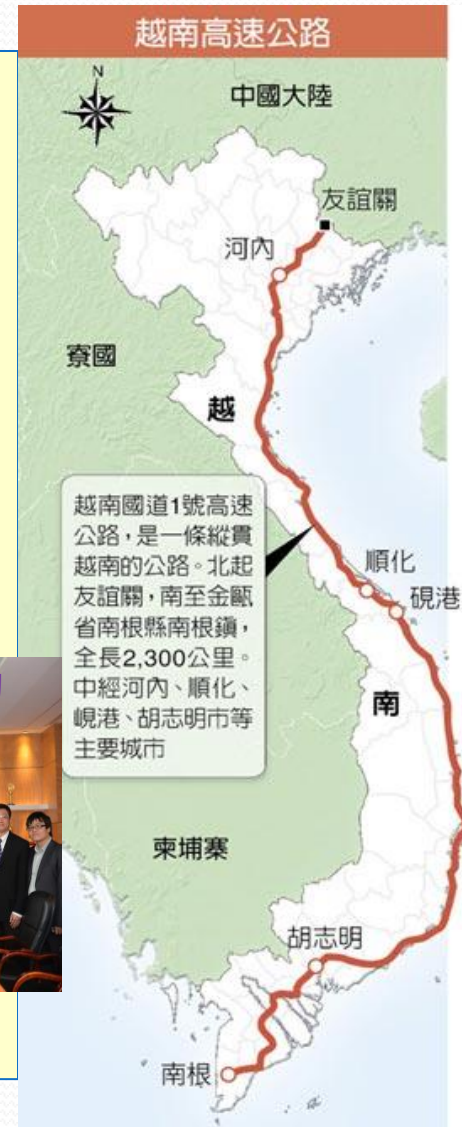 越南高速公路
N
中國大陸
友誼關
河內
寮國
越
越南國道1號高速
公路，是一條縱貫
越南的公路。北起
友誼關，南至金甌
省南根縣南根鎮，
全長2,300公里。
中經河內、順化、
峴港、胡志明市等
主要城市
順化
硯港
南
柬埔寨
胡志明
南根